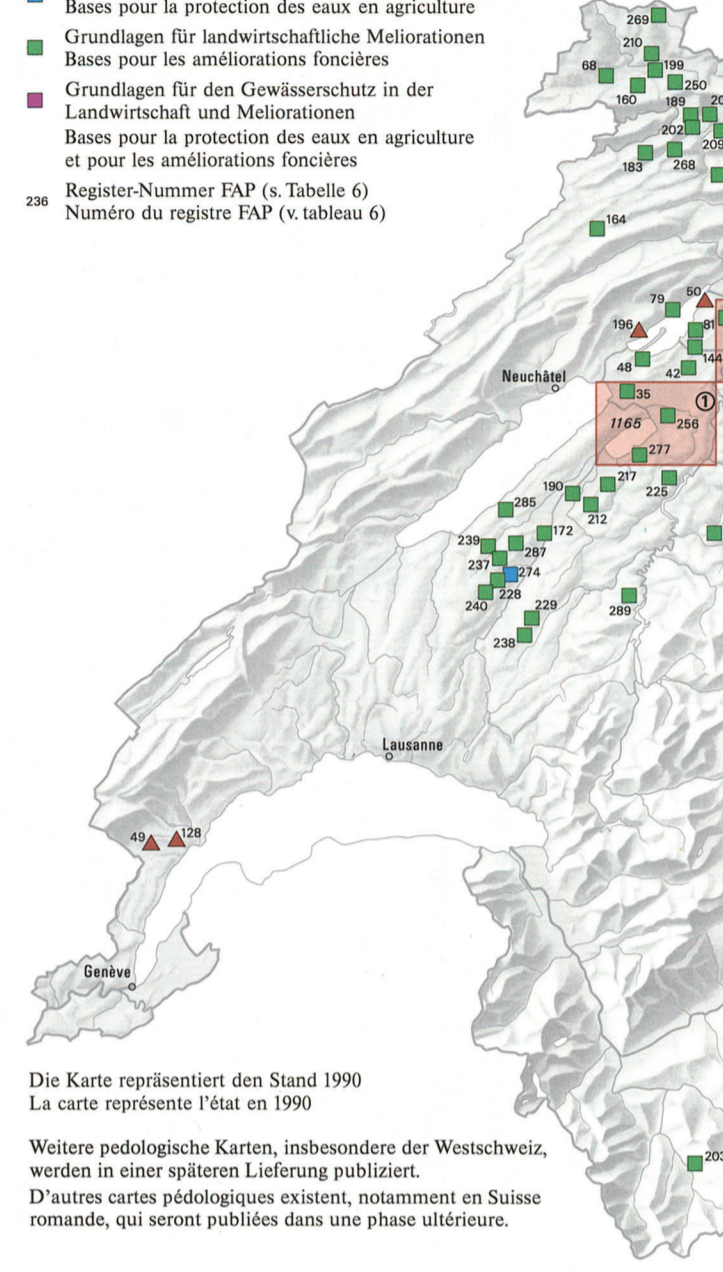 Bases pour la protection des eaux en agriculture
Grundlagen für landwirtschaftliche Meliorationen
Bases pour les améliorations foncières
Grundlagen für den Gewässerschutz in der
Landwirtschaft und Meliorationen
Bases pour la protection des eaux en agriculture
et pour les améliorations foncières
236
Register-Nummer FAP (s. Tabelle 6)
Numéro du registre FAP (v. tableau 6)
269
210
199
68
250
160
189
20
202
209
183
268
164
50
79
196
81
144
48
42
Neuchâtel
35
1
1165
256
277
217
225
190
212
285
172
239
287
237
274
228
240
229
238
289
Lausanne
49
128
Genève
203
Die Karte repräsentiert den Stand 1990
La carte représente l'état en 1990
Weitere pedologische Karten, insbesondere der Westschweiz,
werden in einer späteren Lieferung publiziert.
D'autres cartes pédologiques existent, notamment en Suisse
romande, qui seront publiées dans une phase ultérieure.